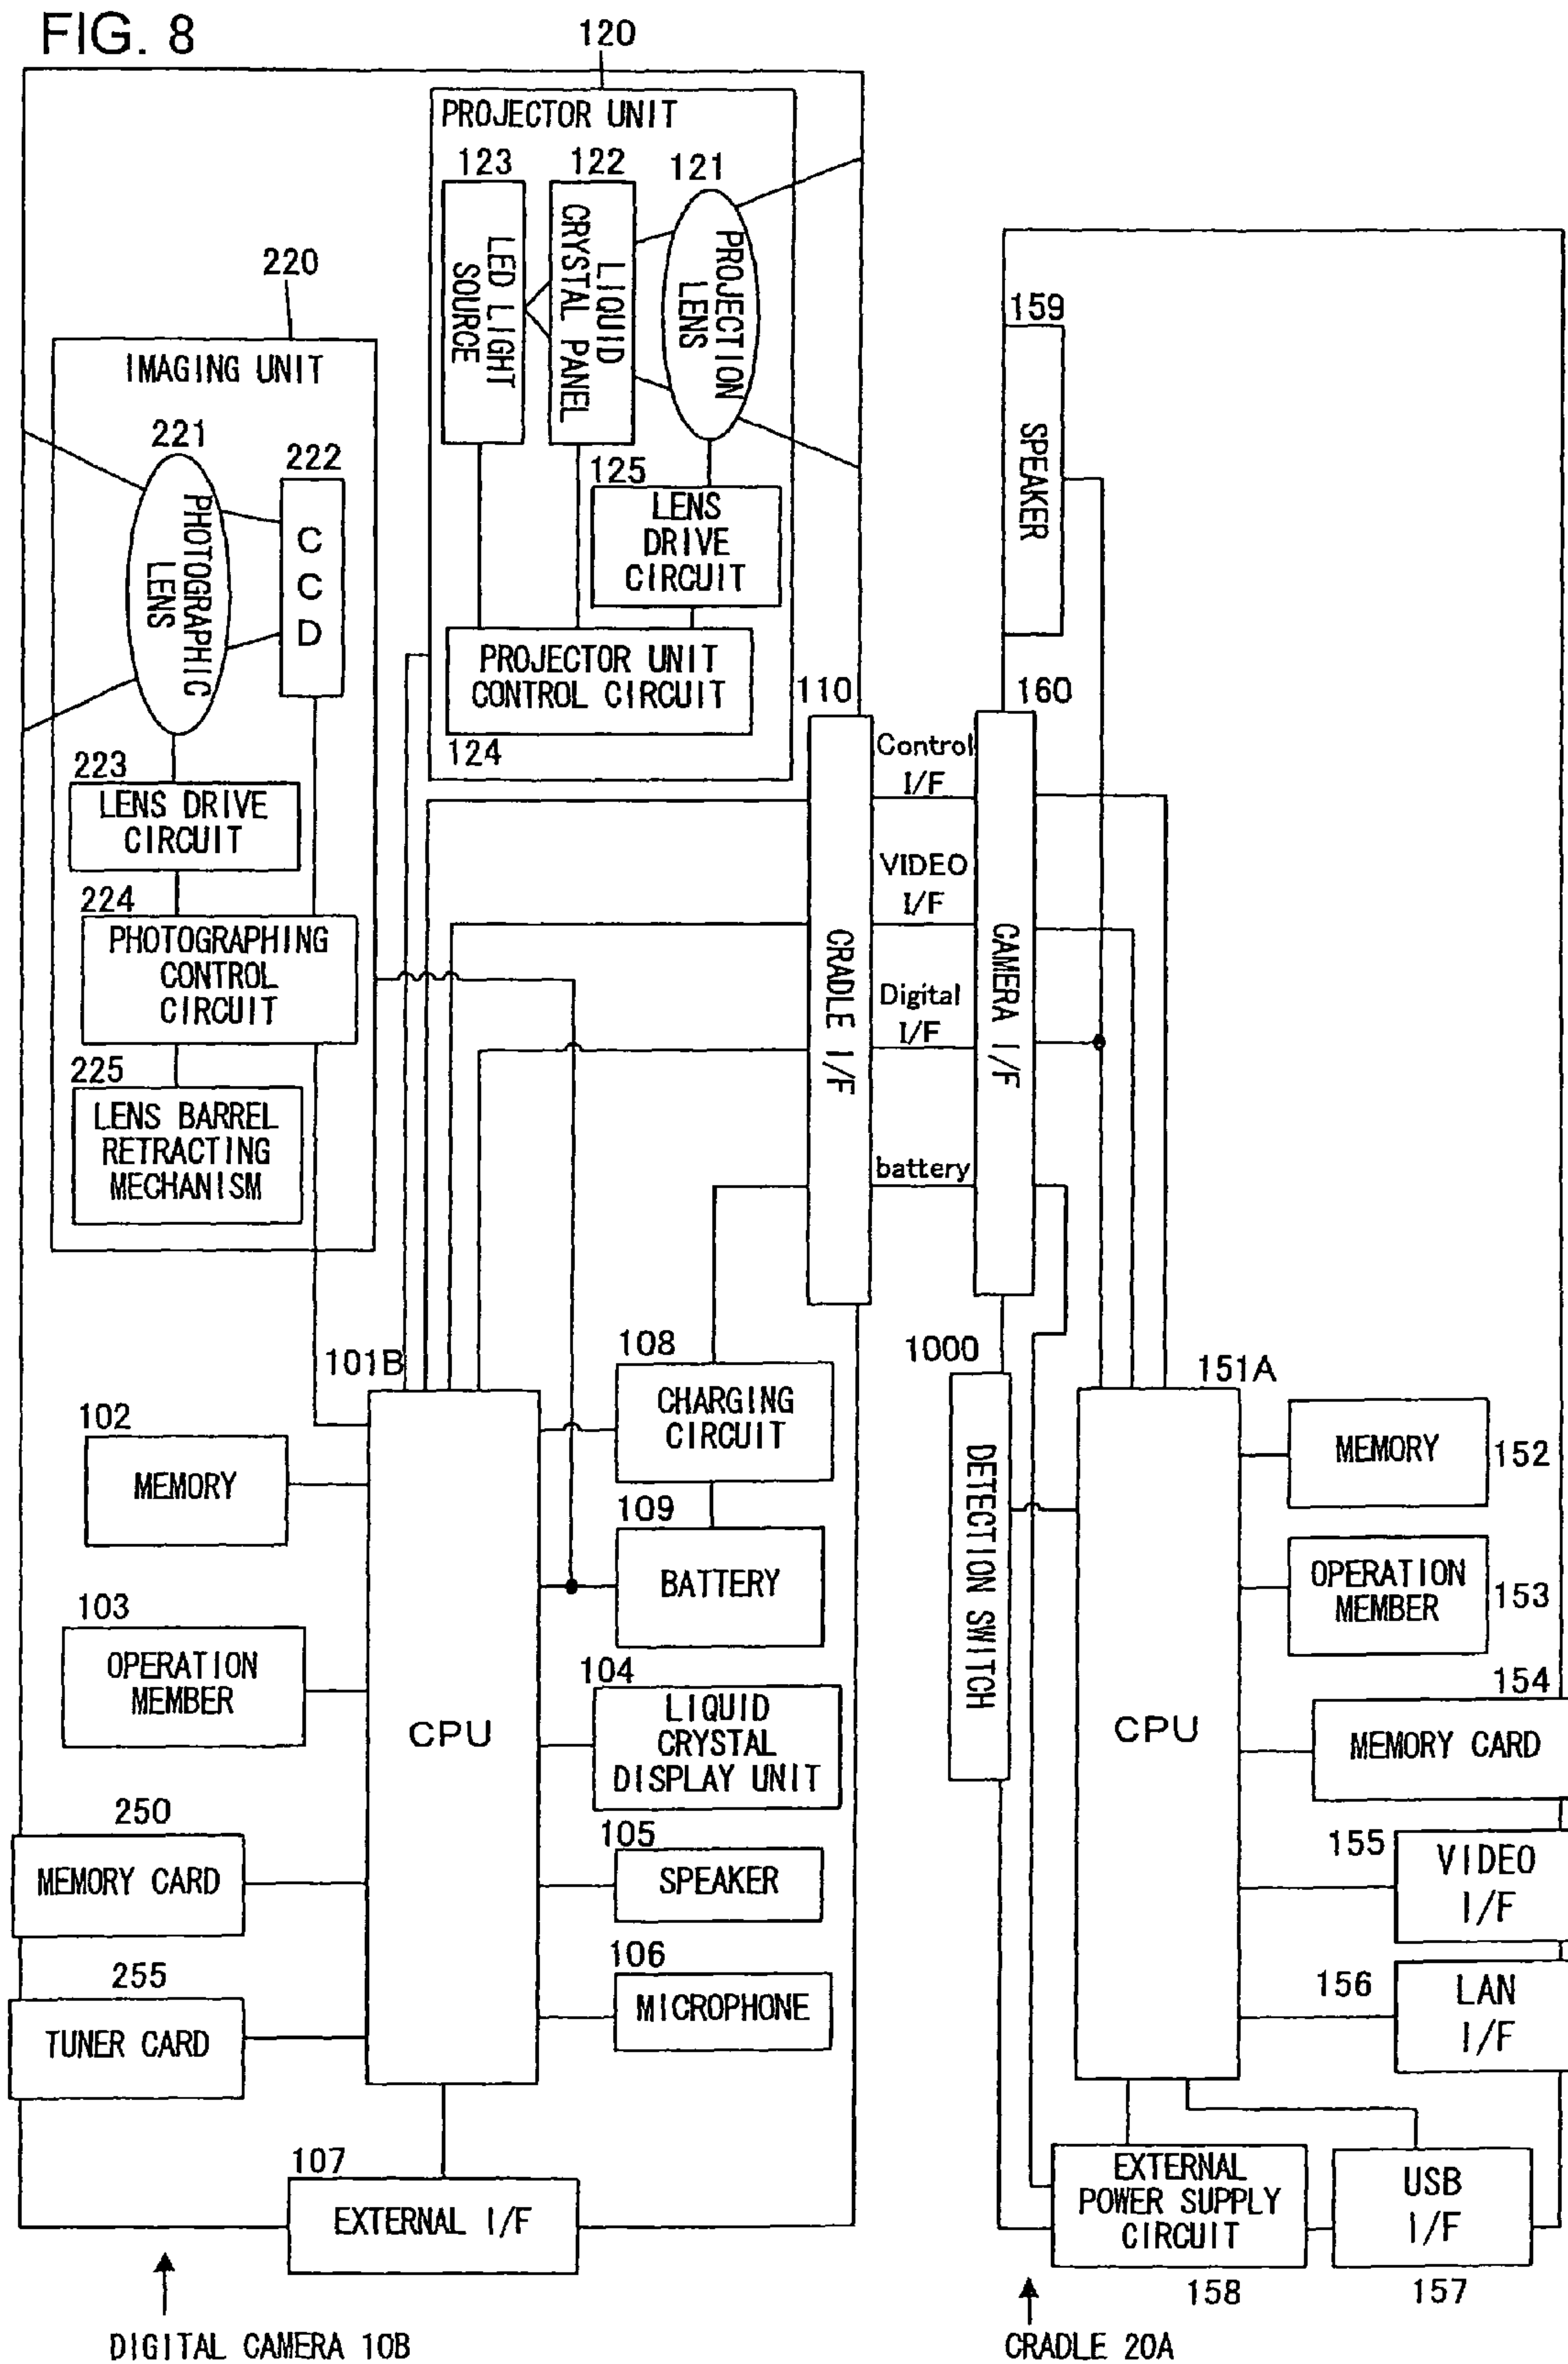 FIG. 8
120
PROJECTOR UNIT
123
122
121
LED LIGHT
SOURCE
LIQUID
CRYSTAL PANEL
PROJECTION
LENS
125
LENS
DRIVE
CIRCUIT
PROJECTOR UNIT
CONTROL CIRCUIT
124
220
IMAGING UNIT
221
222
PHOTOGRAPHIC
LENS
C
C
D
223
LENS DRIVE
CIRCUIT
224
PHOTOGRAPHING
CONTROL
CIRCUIT
225
LENS BARREL
RETRACTING
MECHANISM
110
CRADLE I/F
Control
I/F
VIDEO
I/F
Digital
I/F
battery
160
CAMERA I/F
159
SPEAKER
101B
CPU
102
MEMORY
103
OPERATION
MEMBER
250
MEMORY CARD
255
TUNER CARD
108
CHARGING
CIRCUIT
109
BATTERY
104
LIQUID
CRYSTAL
DISPLAY UNIT
105
SPEAKER
106
MICROPHONE
107
EXTERNAL I/F
DIGITAL CAMERA 10B
1000
DETECTION SWITCH
151A
CPU
MEMORY
152
OPERATION
MEMBER
153
154
MEMORY CARD
155
VIDEO
I/F
156
LAN
I/F
EXTERNAL
POWER SUPPLY
CIRCUIT
158
USB
I/F
157
CRADLE 20A